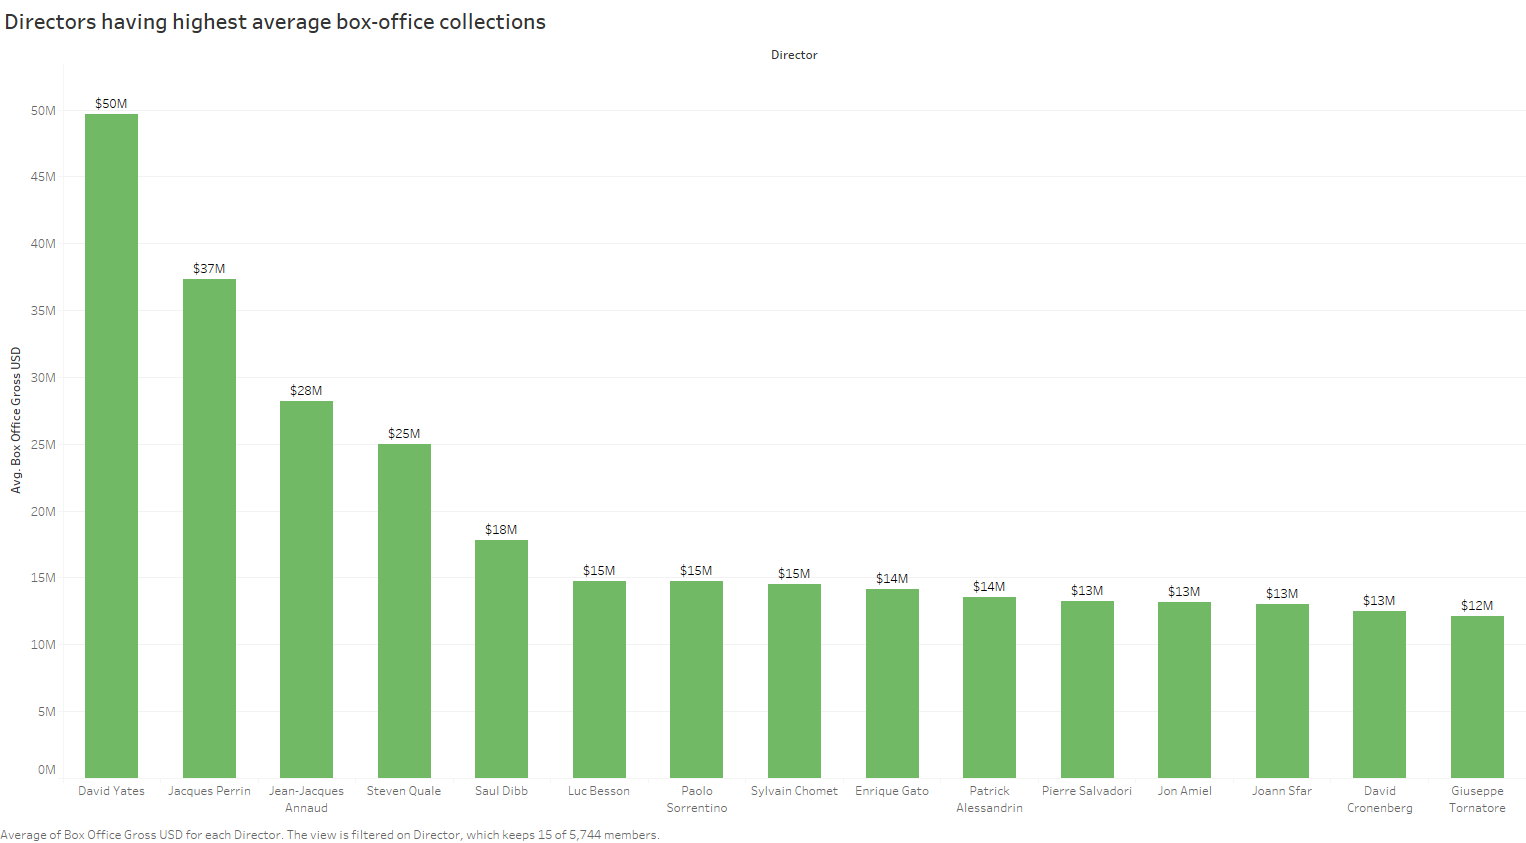 Directors having highest average box-office collections
Director
Avg. Box Office Gross USD
50M
45M
40M
35M
30M
25M
20M
15M
10M
5M
0M
$50M
$37M
$28M
$25M
$18M
$15M
$15M
$15M
$14M
$14M
$13M
$13M
$13M
$13M
$12M
David Yates
Jacques Perrin
Jean-Jacques
Annaud
Steven Quale
Saul Dibb
Luc Besson
Paolo
Sorrentino
Sylvain Chomet
Enrique Gato
Patrick
Alessandrin
Pierre Salvadori
Jon Amiel
Joann Sfar
David
Cronenberg
Giuseppe
Tornatore
Average of Box Office Gross USD for each Director. The view is filtered on Director, which keeps 15 of 5,744 members.